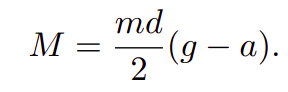 M = \frac{md}{2}(g − a).